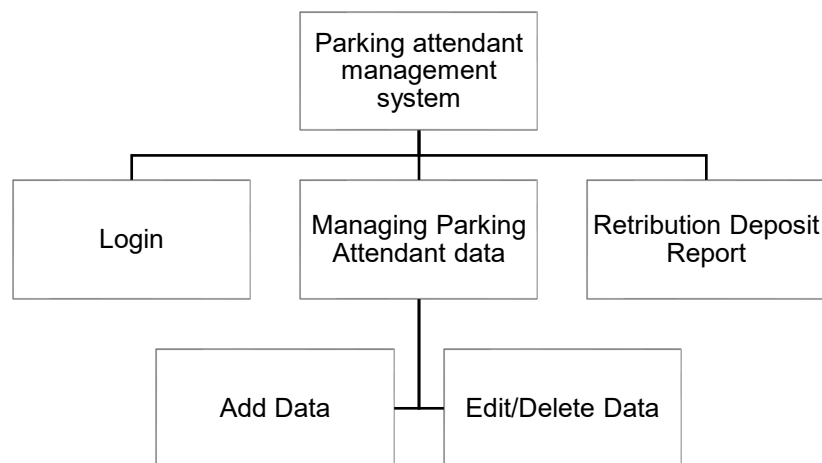 Parking attendant
management
system
Login
Managing Parking
Attendant data
Retribution Deposit
Report
Add Data
Edit/Delete Data